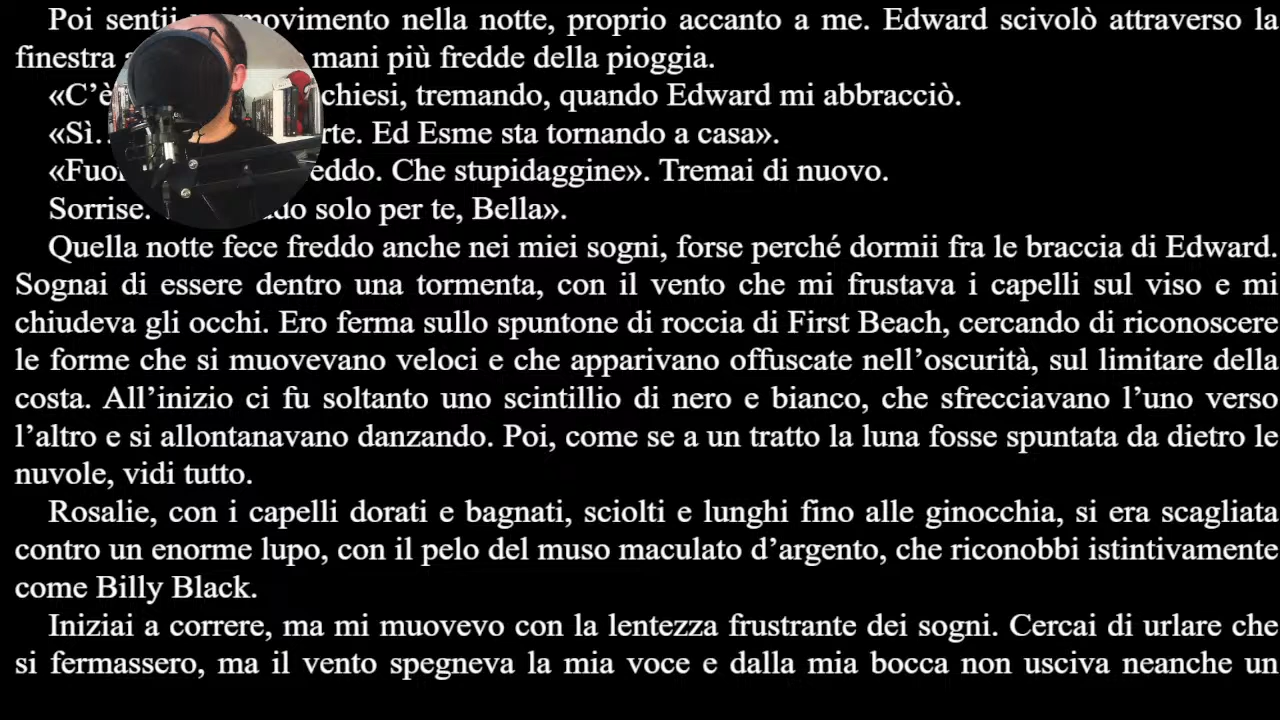 Poi sentii movimento nella notte, proprio accanto a me. Edward scivolò attraverso la
finestra mani più fredde della pioggia.
«C'è chiesi, tremando, quando Edward mi abbracciò.
«Sì. Ed Esme sta tornando a casa».
Che stupidaggine». Tremai di nuovo.
Sorrise. solo per te, Bella».
Quella notte fece freddo anche nei miei sogni, forse perché dormii fra le braccia di Edward.
Sognai di essere dentro una tormenta, con il vento che mi frustava i capelli sul viso e mi
chiudeva gli occhi. Ero ferma sullo spuntone di roccia di First Beach, cercando di riconoscere
le forme che si muovevano veloci e che apparivano offuscate nell'oscurità, sul limitare della
costa. All'inizio ci fu soltanto uno scintillio di nero e bianco, che sfrecciavano l'uno verso
l'altro e si allontanavano danzando. Poi, come se a un tratto la luna fosse spuntata da dietro le
nuvole, vidi tutto.
Rosalie, con i capelli dorati e bagnati, sciolti e lunghi fino alle ginocchia, si era scagliata
contro un enorme lupo, con il pelo del muso maculato d'argento, che riconobbi istintivamente
come Billy Black.
Iniziai a correre, ma mi muovevo con la lentezza frustrante dei sogni. Cercai di urlare che
si fermassero, ma il vento spegneva la mia voce e dalla mia bocca non usciva neanche un